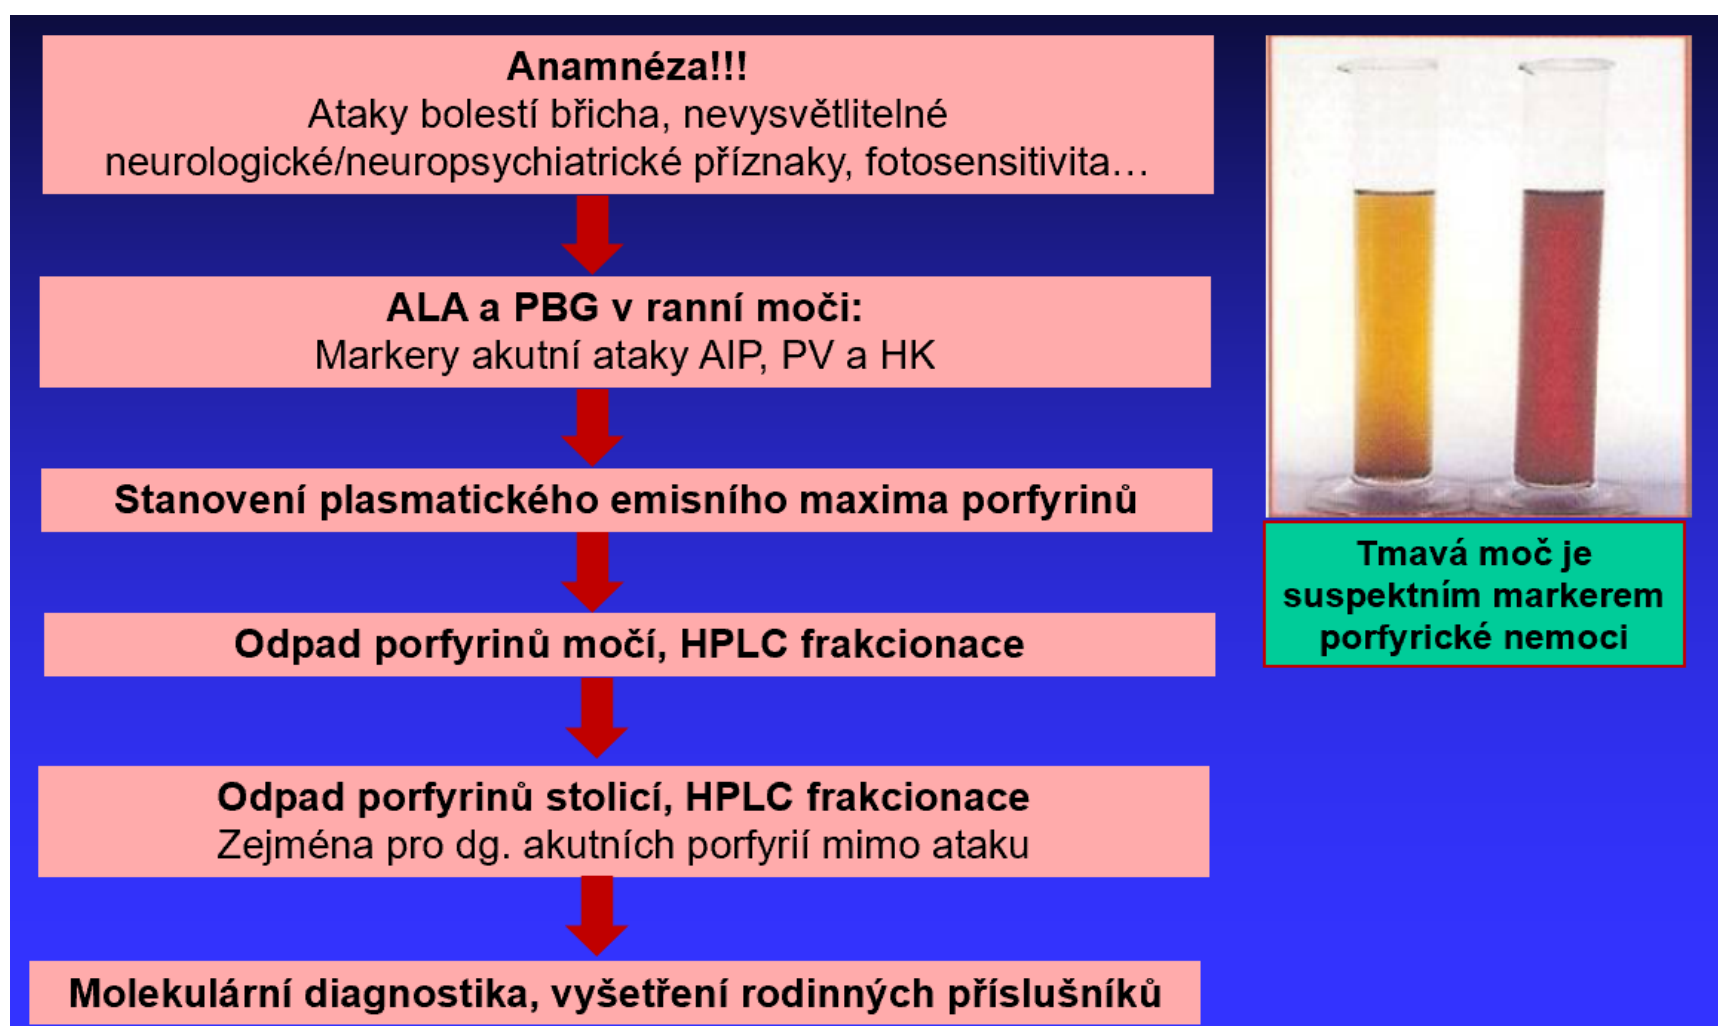 Anamnéza!!!
Ataky bolestí břicha, nevysvětlitelné
neurologické/neuropsychiatrické příznaky, fotosensitivita…
ALA a PBG v ranní moči:
Markery akutní ataky AIP, PV a HK
Stanovení plasmatického emisního maxima porfyrinů
Odpad porfyrinů močí, HPLC frakcionace
Odpad porfyrinů stolicí, HPLC frakcionace
Zejména pro dg. akutních porfyrií mimo ataku
Molekulární diagnostika, vyšetření rodinných příslušníků
Tmavá moč je
suspektním markerem
porfyrické nemoci